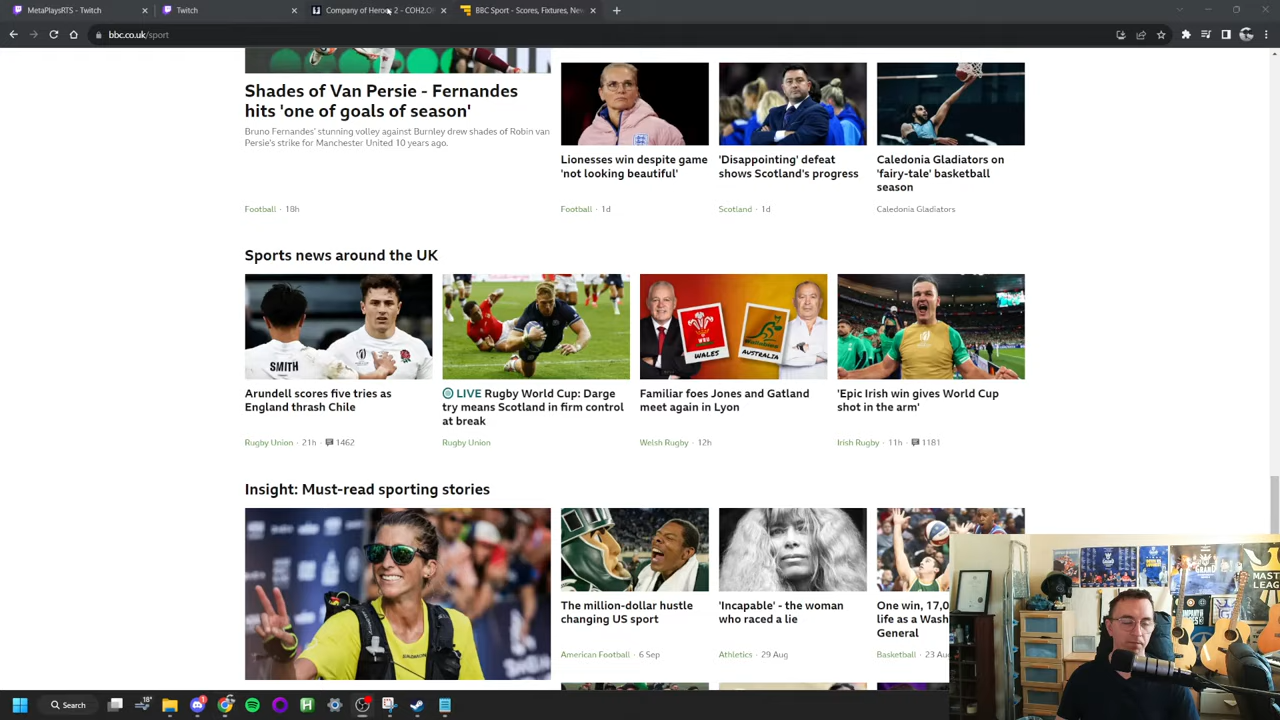 MetaPlaysRTS - Twitch
Twitch
Company of Heroes 2 - COH2.O
BBC Sport - Scores, Fixtures, Ne
bbc.co.uk/sport
Shades of Van Persie - Fernandes
hits 'one of goals of season'
Bruno Fernandes' stunning volley against Burnley drew shades of Robin van
Persie's strike for Manchester United 10 years ago.
Football · 18h
Lionesses win despite game
'not looking beautiful'
Football · 1d
'Disappointing' defeat
shows Scotland's progress
Scotland · 1d
Caledonia Gladiators on
'fairy-tale' basketball
season
Caledonia Gladiators
Sports news around the UK
SMITH
WALES
AUSTRALIA
Arundell scores five tries as
England thrash Chile
Rugby Union · 21h · 1462
LIVE Rugby World Cup: Darge
try means Scotland in firm control
at break
Rugby Union
Familiar foes Jones and Gatland
meet again in Lyon
Welsh Rugby · 12h
'Epic Irish win gives World Cup
shot in the arm'
Irish Rugby · 11h · 1181
Insight: Must-read sporting stories
The million-dollar hustle
changing US sport
American Football · 6 Sep
'Incapable' - the woman
who raced a lie
Athletics · 29 Aug
One win, 17,0
life as a Wash
General
Basketball · 23 Au
MAST
LEAG
19°
Search